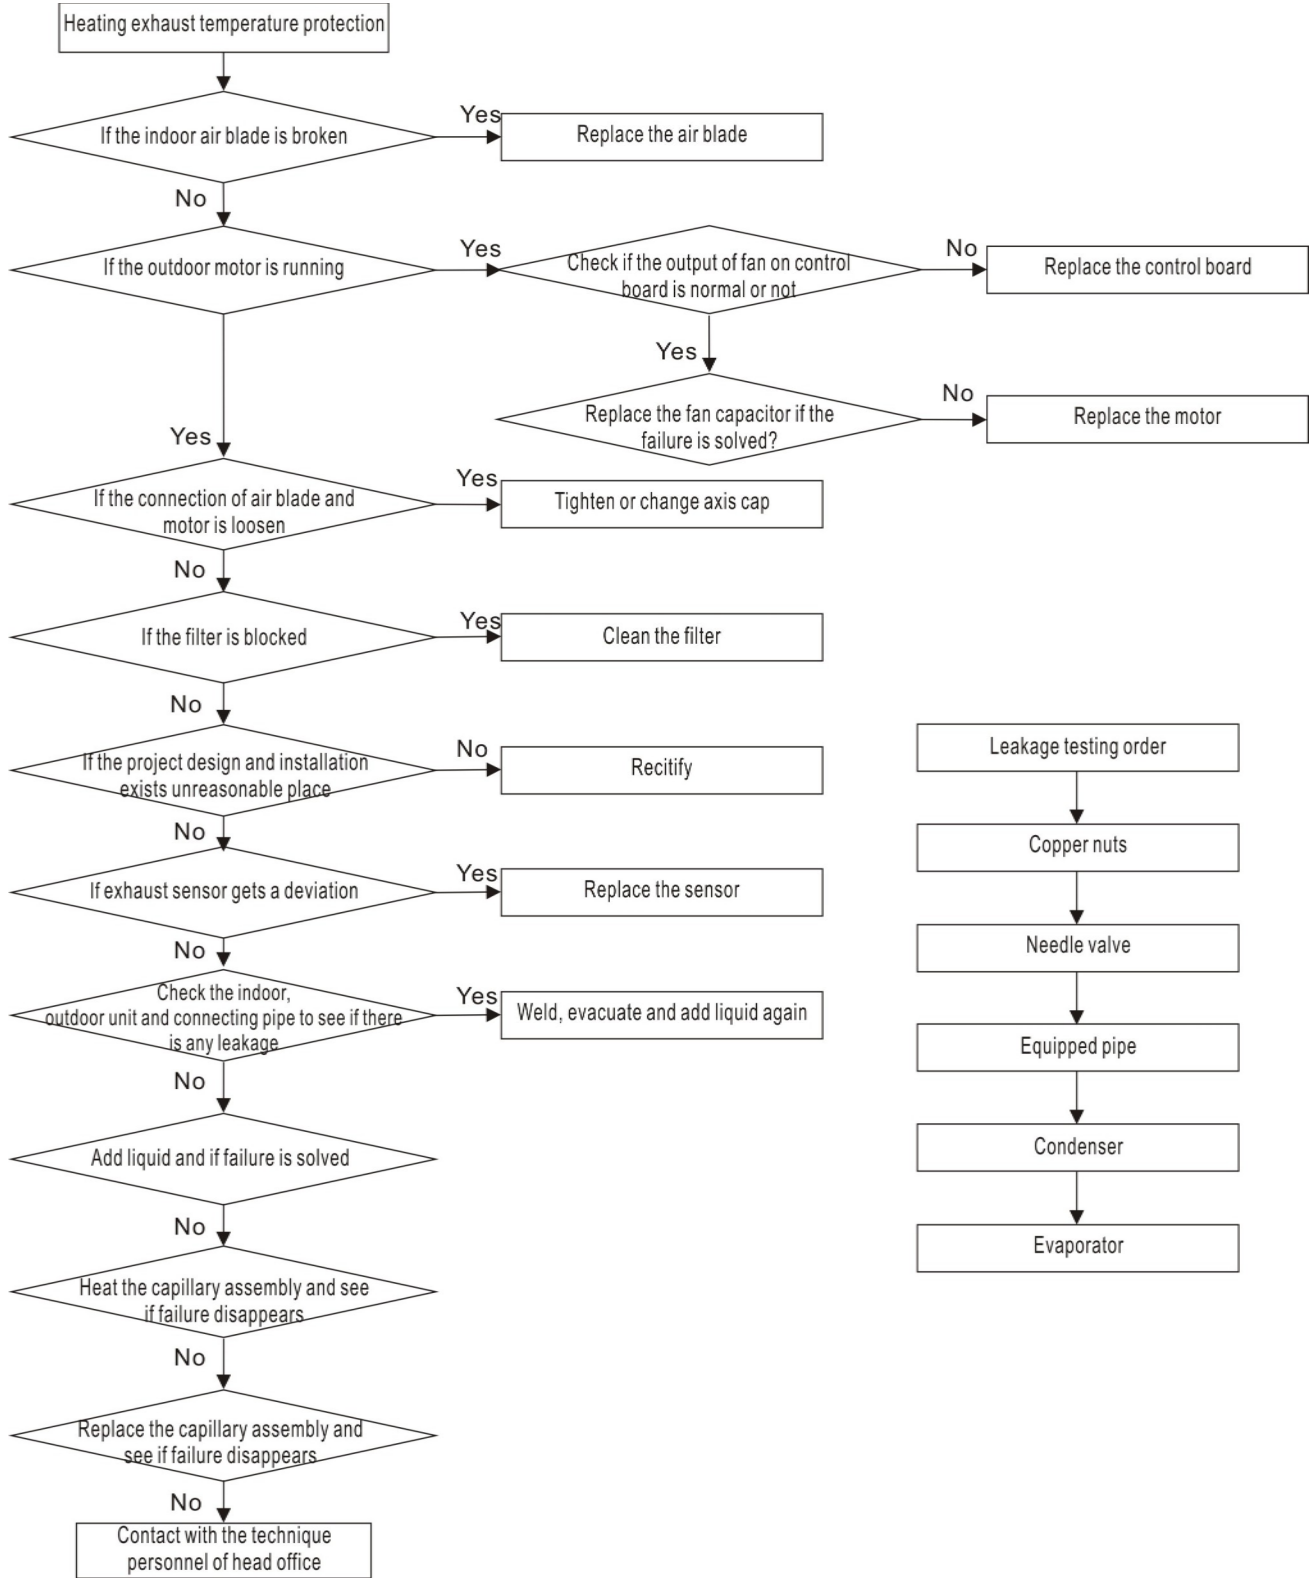 Heating exhaust temperature protection
If the indoor air blade is broken
Yes
Replace the air blade
No
If the outdoor motor is running
Yes
Check if the output of fan on control
board is normal or not
No
Replace the control board
Yes
Replace the fan capacitor if the
failure is solved?
No
Replace the motor
Yes
If the connection of air blade and
motor is loosen
Yes
Tighten or change axis cap
No
If the filter is blocked
Yes
Clean the filter
No
If the project design and installation
exists unreasonable place
No
Recitify
No
If exhaust sensor gets a deviation
Yes
Replace the sensor
No
Check the indoor,
outdoor unit and connecting pipe to see if there
is any leakage
Yes
Weld, evacuate and add liquid again
No
Add liquid and if failure is solved
No
Heat the capillary assembly and see
if failure disappears
No
Replace the capillary assembly and
see if failure disappears
No
Contact with the technique
personnel of head office
Leakage testing order
Copper nuts
Needle valve
Equipped pipe
Condenser
Evaporator